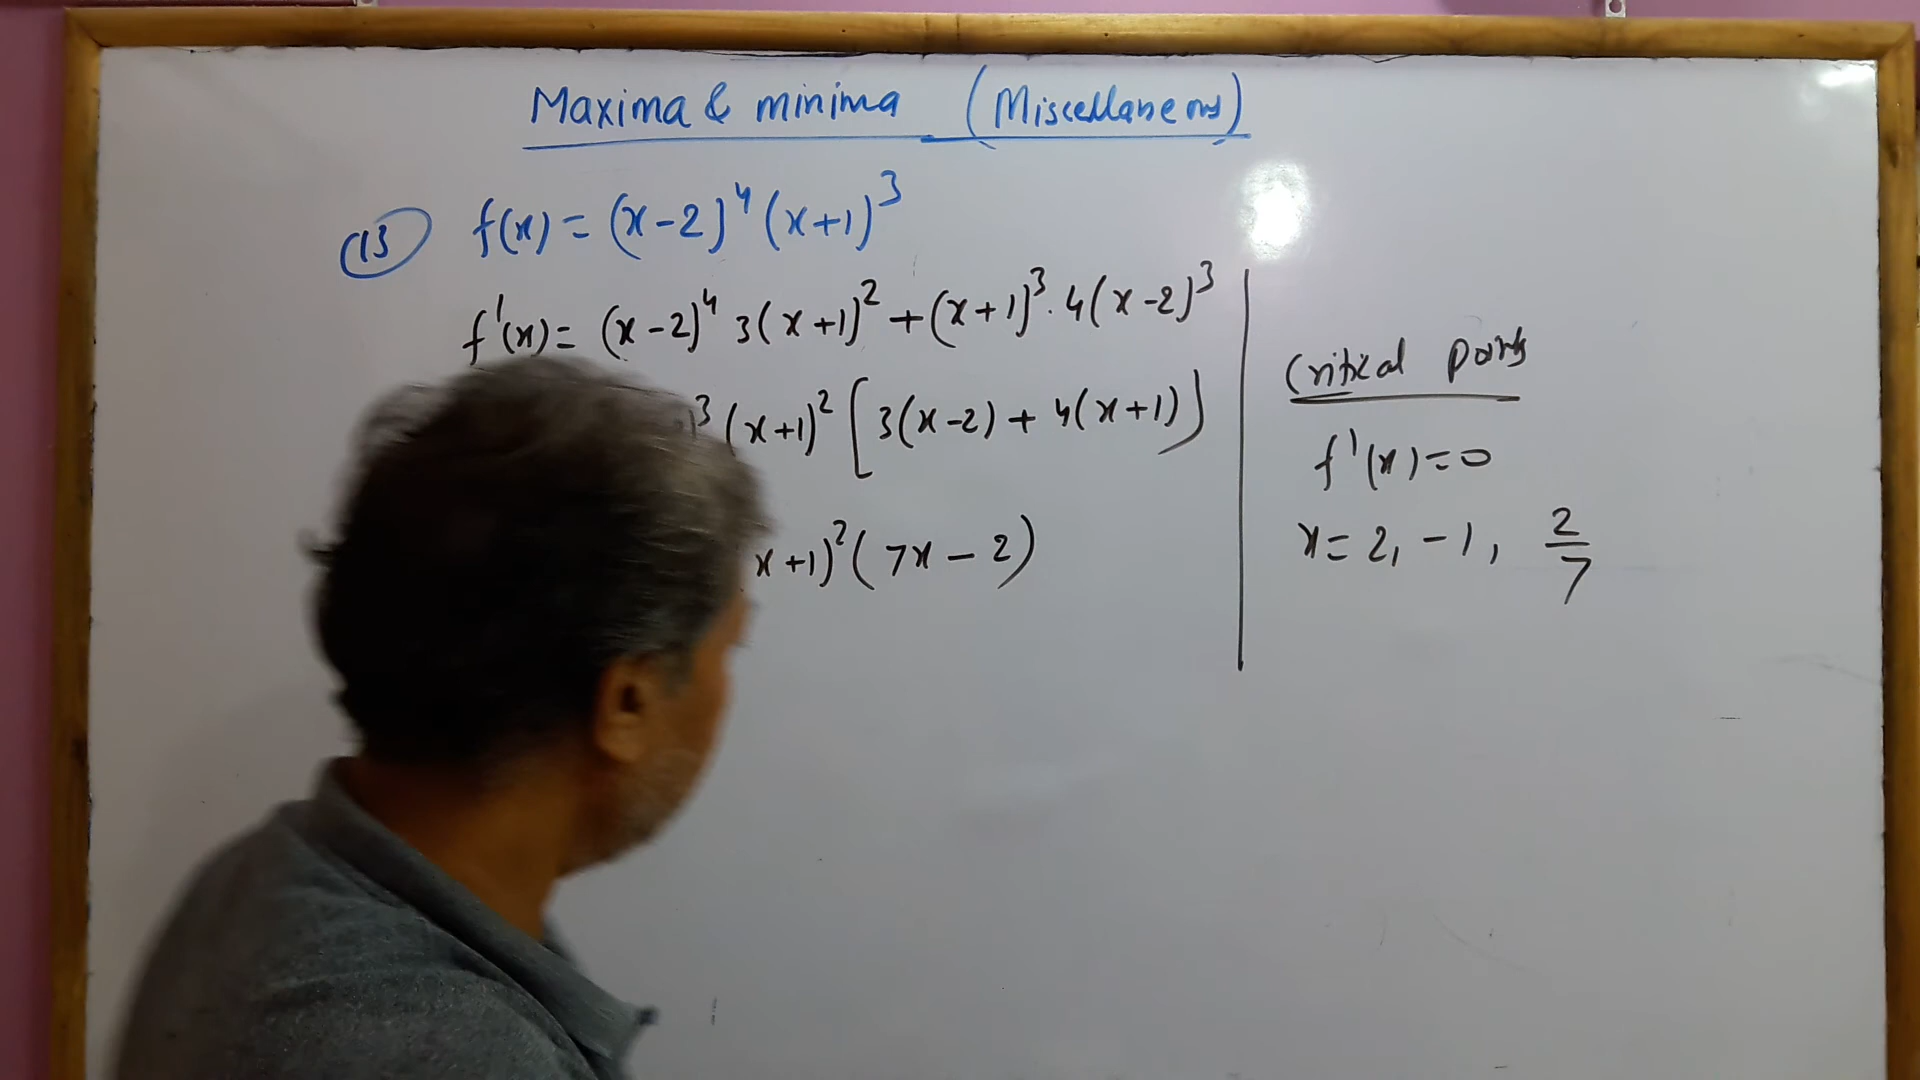 Maxima & minima (Miscellaneous)
13 f(x) = (x-2)⁴ (x+1)³
f'(x) = (x-2)⁴ 3(x+1)² + (x+1)³ . 4(x-2)³
)³ (x+1)² [3(x-2) + 4(x+1)]
x+1)² (7x - 2)
Critical points
f'(x) = 0
x = 2, -1, 2/7